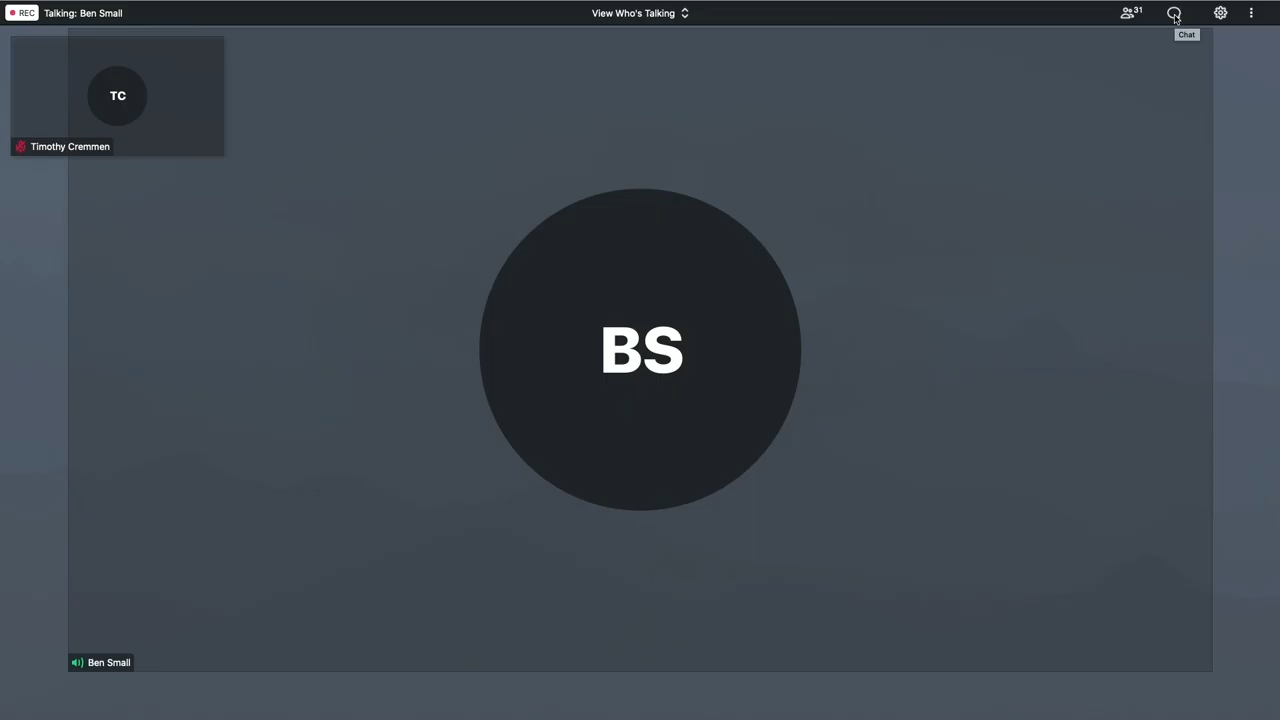 REC Talking: Ben Small View Who's Talking 31
Chat
TC
Timothy Cremmen
BS
Ben Small